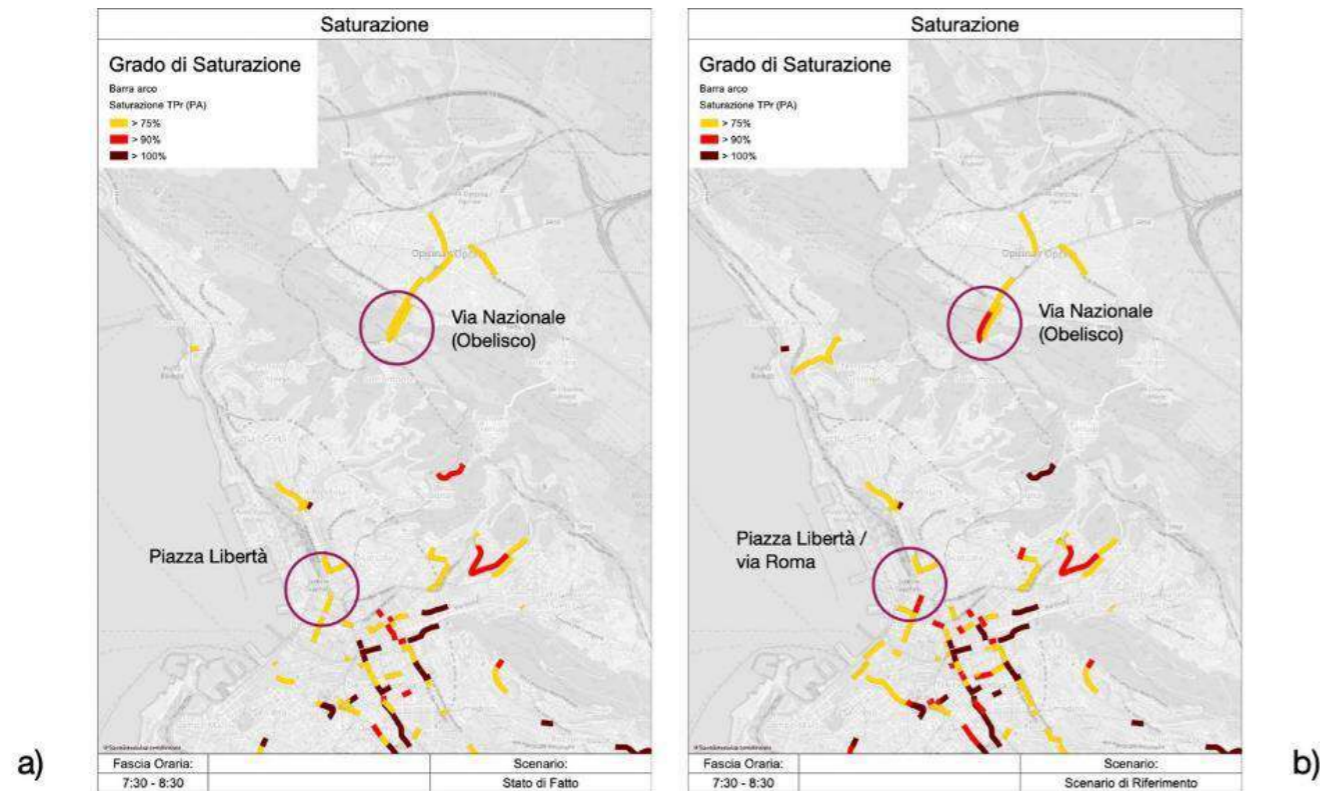 Saturazione
Grado di Saturazione
Barra arco
Saturazione TPr (PA)
> 75%
> 90%
> 100%
Via Nazionale
(Obelisco)
Piazza Libertà
a)
Fascia Oraria:
Scenario:
7:30 - 8:30
Stato di Fatto
Saturazione
Grado di Saturazione
Barra arco
Saturazione TPr (PA)
> 75%
> 90%
> 100%
Via Nazionale
(Obelisco)
Piazza Libertà /
via Roma
Fascia Oraria:
Scenario:
7:30 - 8:30
Scenario di Riferimento
b)